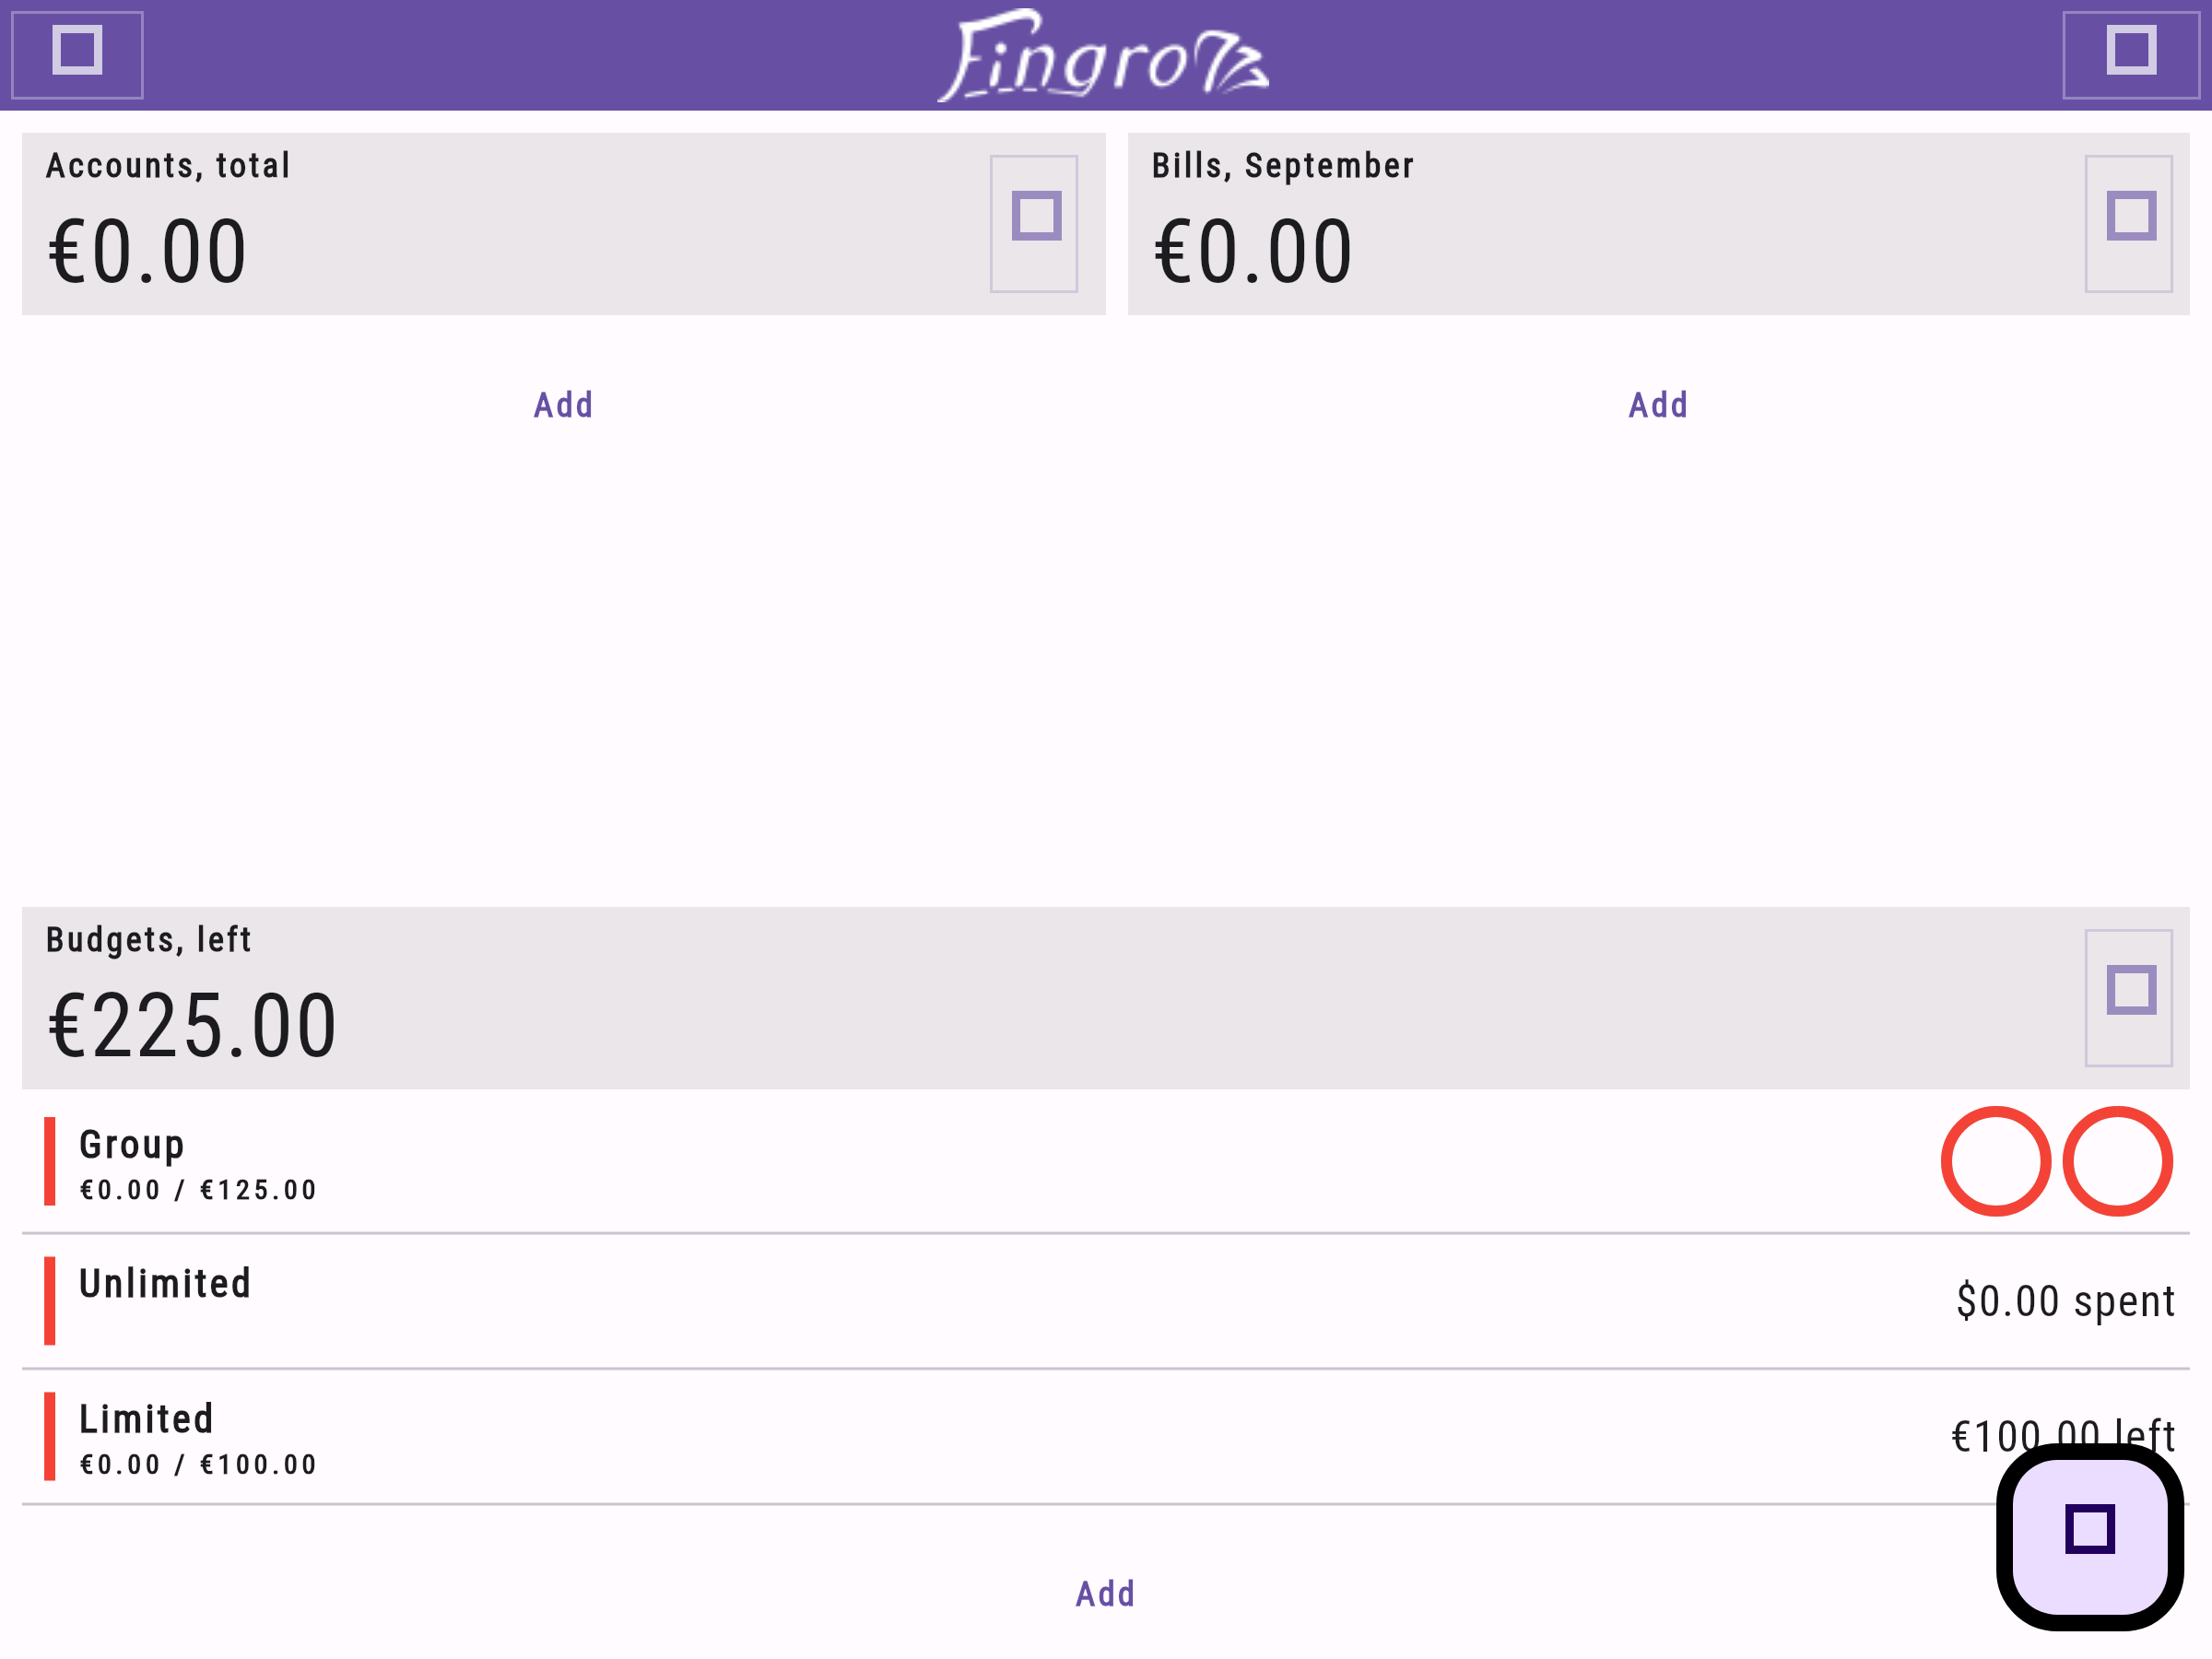 Fingrom
Accounts, total
€0.00
Bills, September
€0.00
Add
Add
Budgets, left
€225.00
Group
€0.00 / €125.00
Unlimited
$0.00 spent
Limited
€0.00 / €100.00
€100.00 left
Add